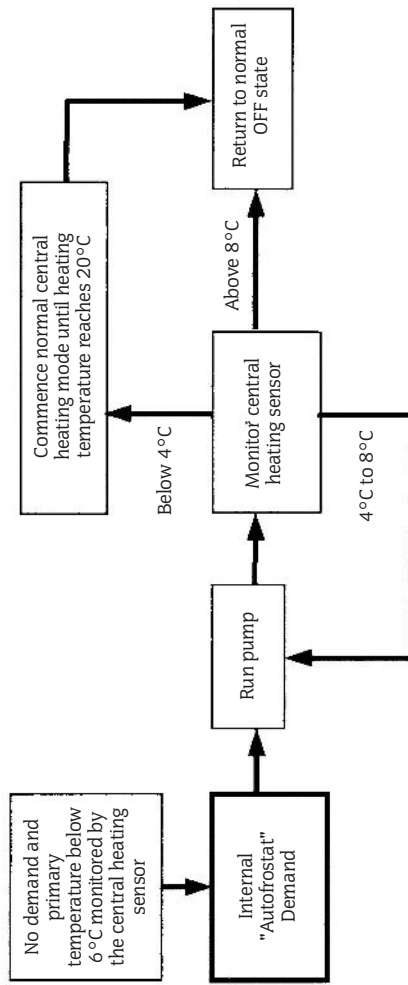 No demand and
primary
temperature below
6°C monitored by
the central heating
sensor
Internal
"Autofrostat"
Demand
Run pump
Monitor central
heating sensor
Below 4°C
Commence normal central
heating mode until heating
temperature reaches 20°C
Above 8°C
Return to normal
OFF state
4°C to 8°C